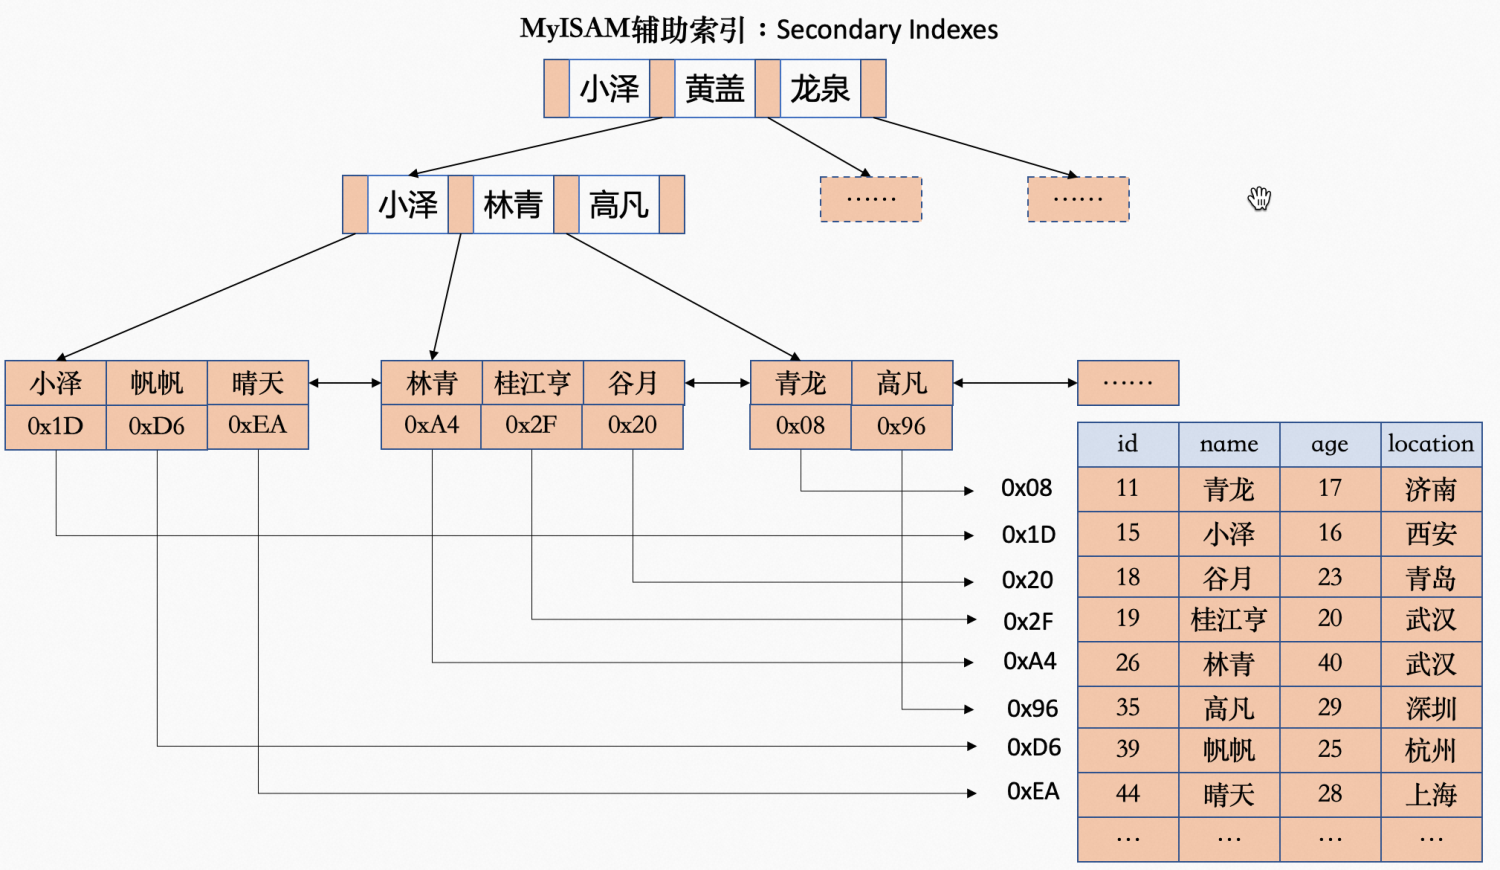 MyISAM辅助索引：Secondary Indexes
小泽 黄盖 龙泉
小泽 林青 高凡
……
……
小泽 帆帆 晴天
0x1D 0xD6 0xEA
林青 桂江亨 谷月
0xA4 0x2F 0x20
青龙 高凡
0x08 0x96
……
id name age location
0x08 11 青龙 17 济南
0x1D 15 小泽 16 西安
0x20 18 谷月 23 青岛
0x2F 19 桂江亨 20 武汉
0xA4 26 林青 40 武汉
0x96 35 高凡 29 深圳
0xD6 39 帆帆 25 杭州
0xEA 44 晴天 28 上海
… … … …